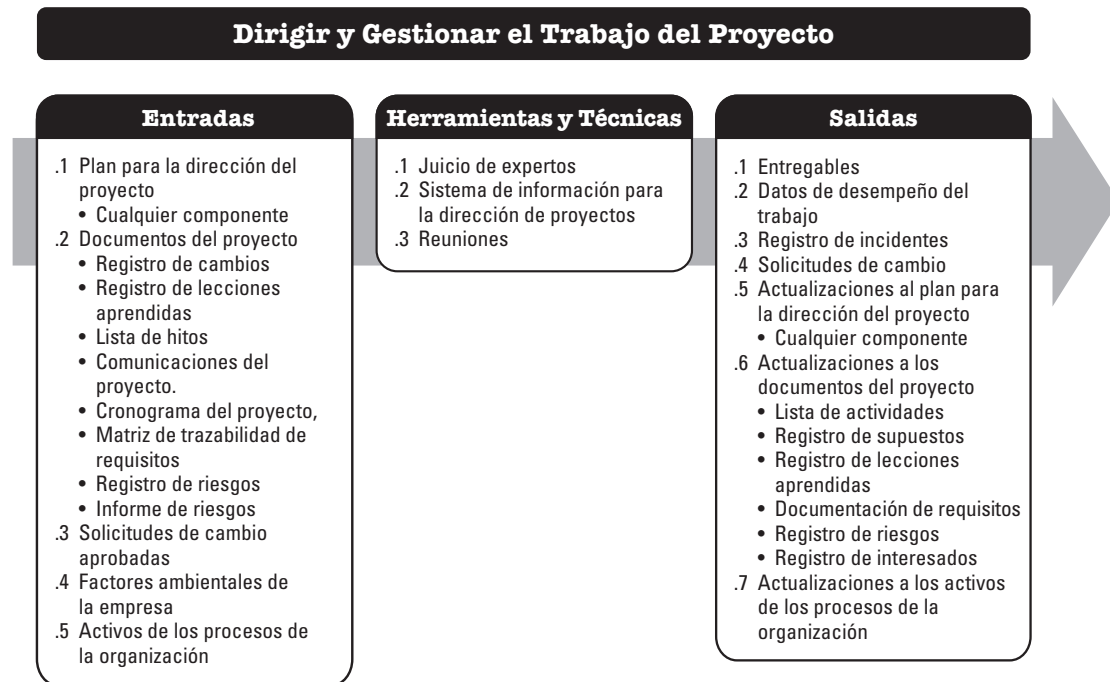 Dirigir y Gestionar el Trabajo del Proyecto
Entradas
.1 Plan para la dirección del
proyecto
• Cualquier componente
.2 Documentos del proyecto
• Registro de cambios
• Registro de lecciones
aprendidas
• Lista de hitos
• Comunicaciones del
proyecto.
• Cronograma del proyecto,
• Matriz de trazabilidad de
requisitos
• Registro de riesgos
• Informe de riesgos
.3 Solicitudes de cambio
aprobadas
.4 Factores ambientales de
la empresa
.5 Activos de los procesos de
la organización
Herramientas y Técnicas
.1 Juicio de expertos
.2 Sistema de información para
la dirección de proyectos
.3 Reuniones
Salidas
.1 Entregables
.2 Datos de desempeño del
trabajo
.3 Registro de incidentes
.4 Solicitudes de cambio
.5 Actualizaciones al plan para
la dirección del proyecto
• Cualquier componente
.6 Actualizaciones a los
documentos del proyecto
• Lista de actividades
• Registro de supuestos
• Registro de lecciones
aprendidas
• Documentación de requisitos
• Registro de riesgos
• Registro de interesados
.7 Actualizaciones a los activos
de los procesos de la
organización